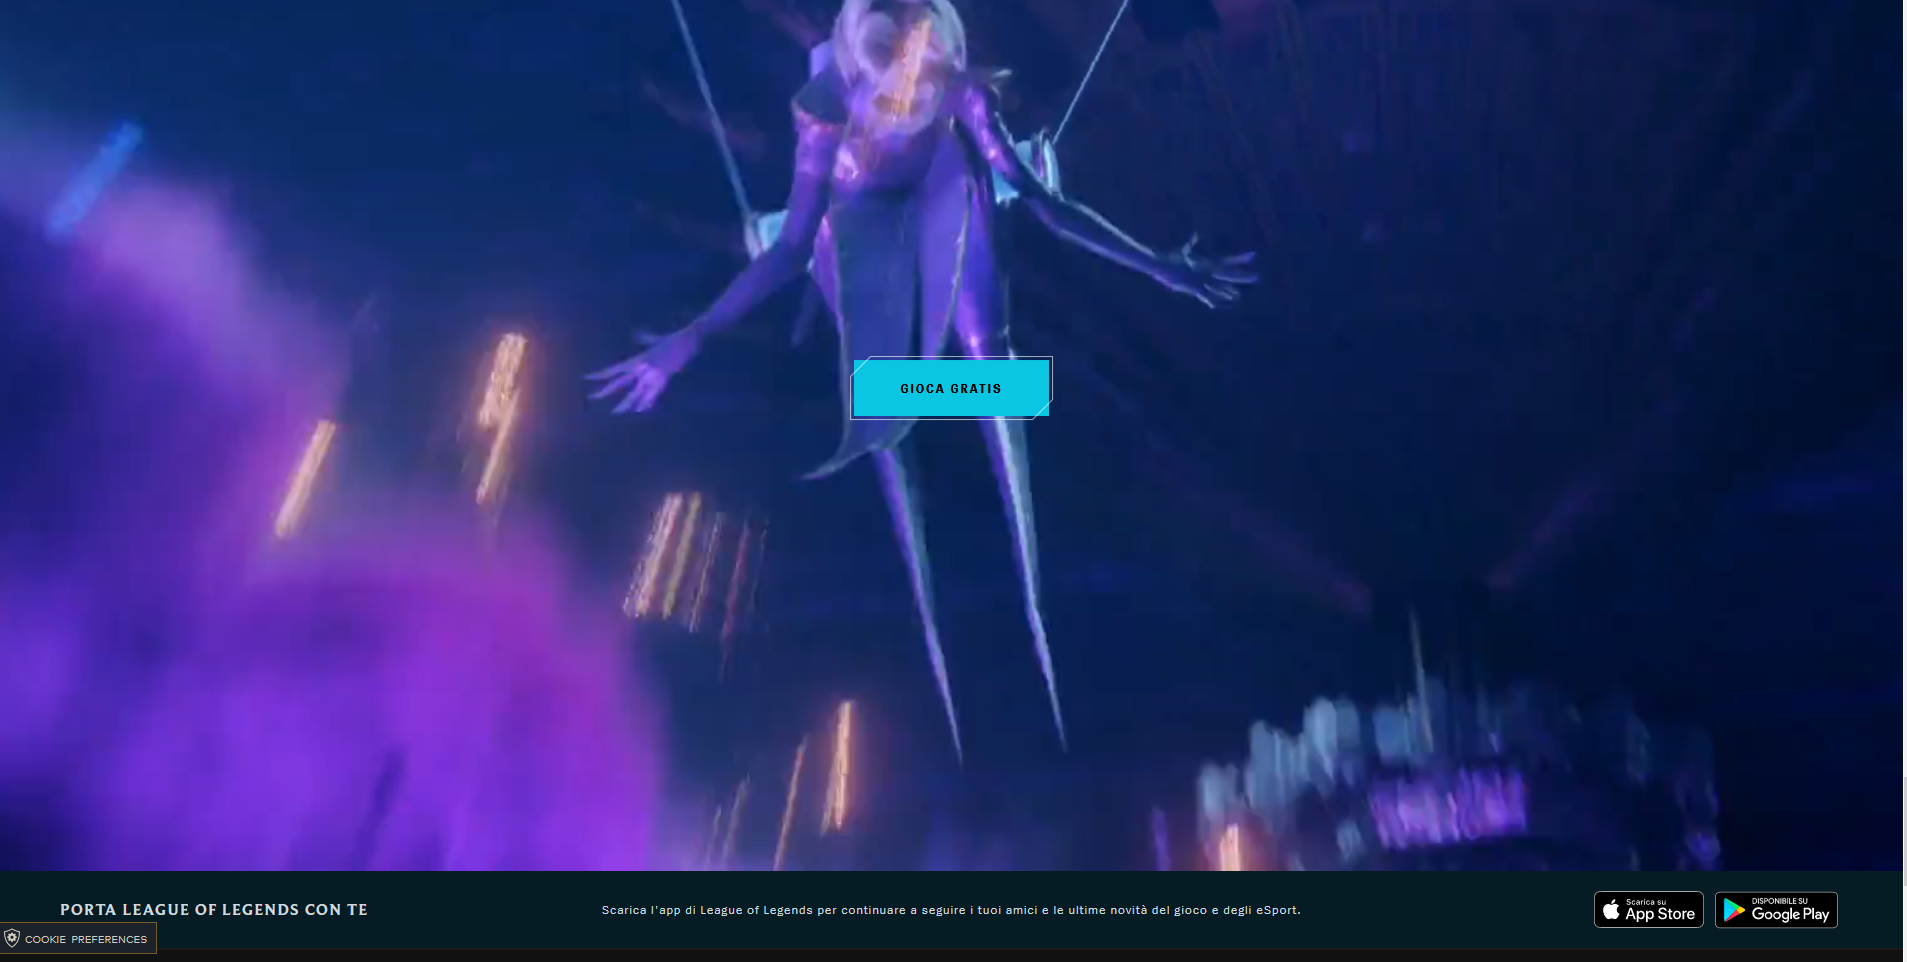 GIOCA GRATIS
PORTA LEAGUE OF LEGENDS CON TE
Scarica l'app di League of Legends per continuare a seguire i tuoi amici e le ultime novità del gioco e degli eSport.
Scarica su
App Store
DISPONIBILE SU
Google Play
COOKIE PREFERENCES